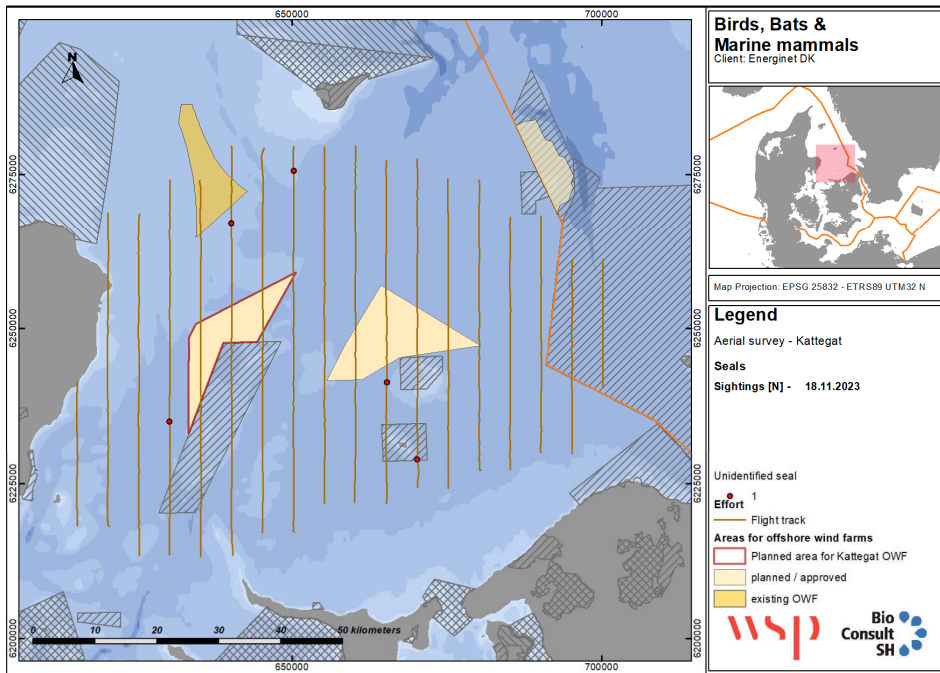 650000
700000
N
6275000
6250000
6225000
6200000
6275000
6250000
6225000
6200000
0
10
20
30
40
50 kilometers
650000
700000
Birds, Bats &
Marine mammals
Client: Energinet DK
Map Projection: EPSG 25832 - ETRS89 UTM32 N
Legend
Aerial survey - Kattegat
Seals
Sightings [N] - 18.11.2023
Unidentified seal
1
Effort
Flight track
Areas for offshore wind farms
Planned area for Kattegat OWF
planned / approved
existing OWF
wsp
Bio
Consult
SH